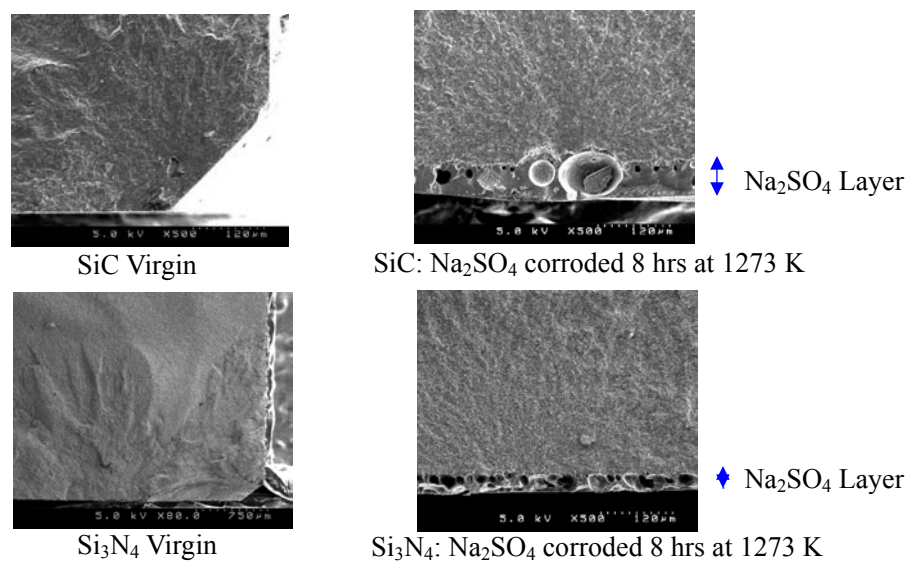 5.0 kV X500 120µm
5.0 kV X500 120µm
Na₂SO₄ Layer
SiC Virgin
SiC: Na₂SO₄ corroded 8 hrs at 1273 K
5.0 kV X80.0 750µm
5.0 kV X500 120µm
Na₂SO₄ Layer
Si₃N₄ Virgin
Si₃N₄: Na₂SO₄ corroded 8 hrs at 1273 K